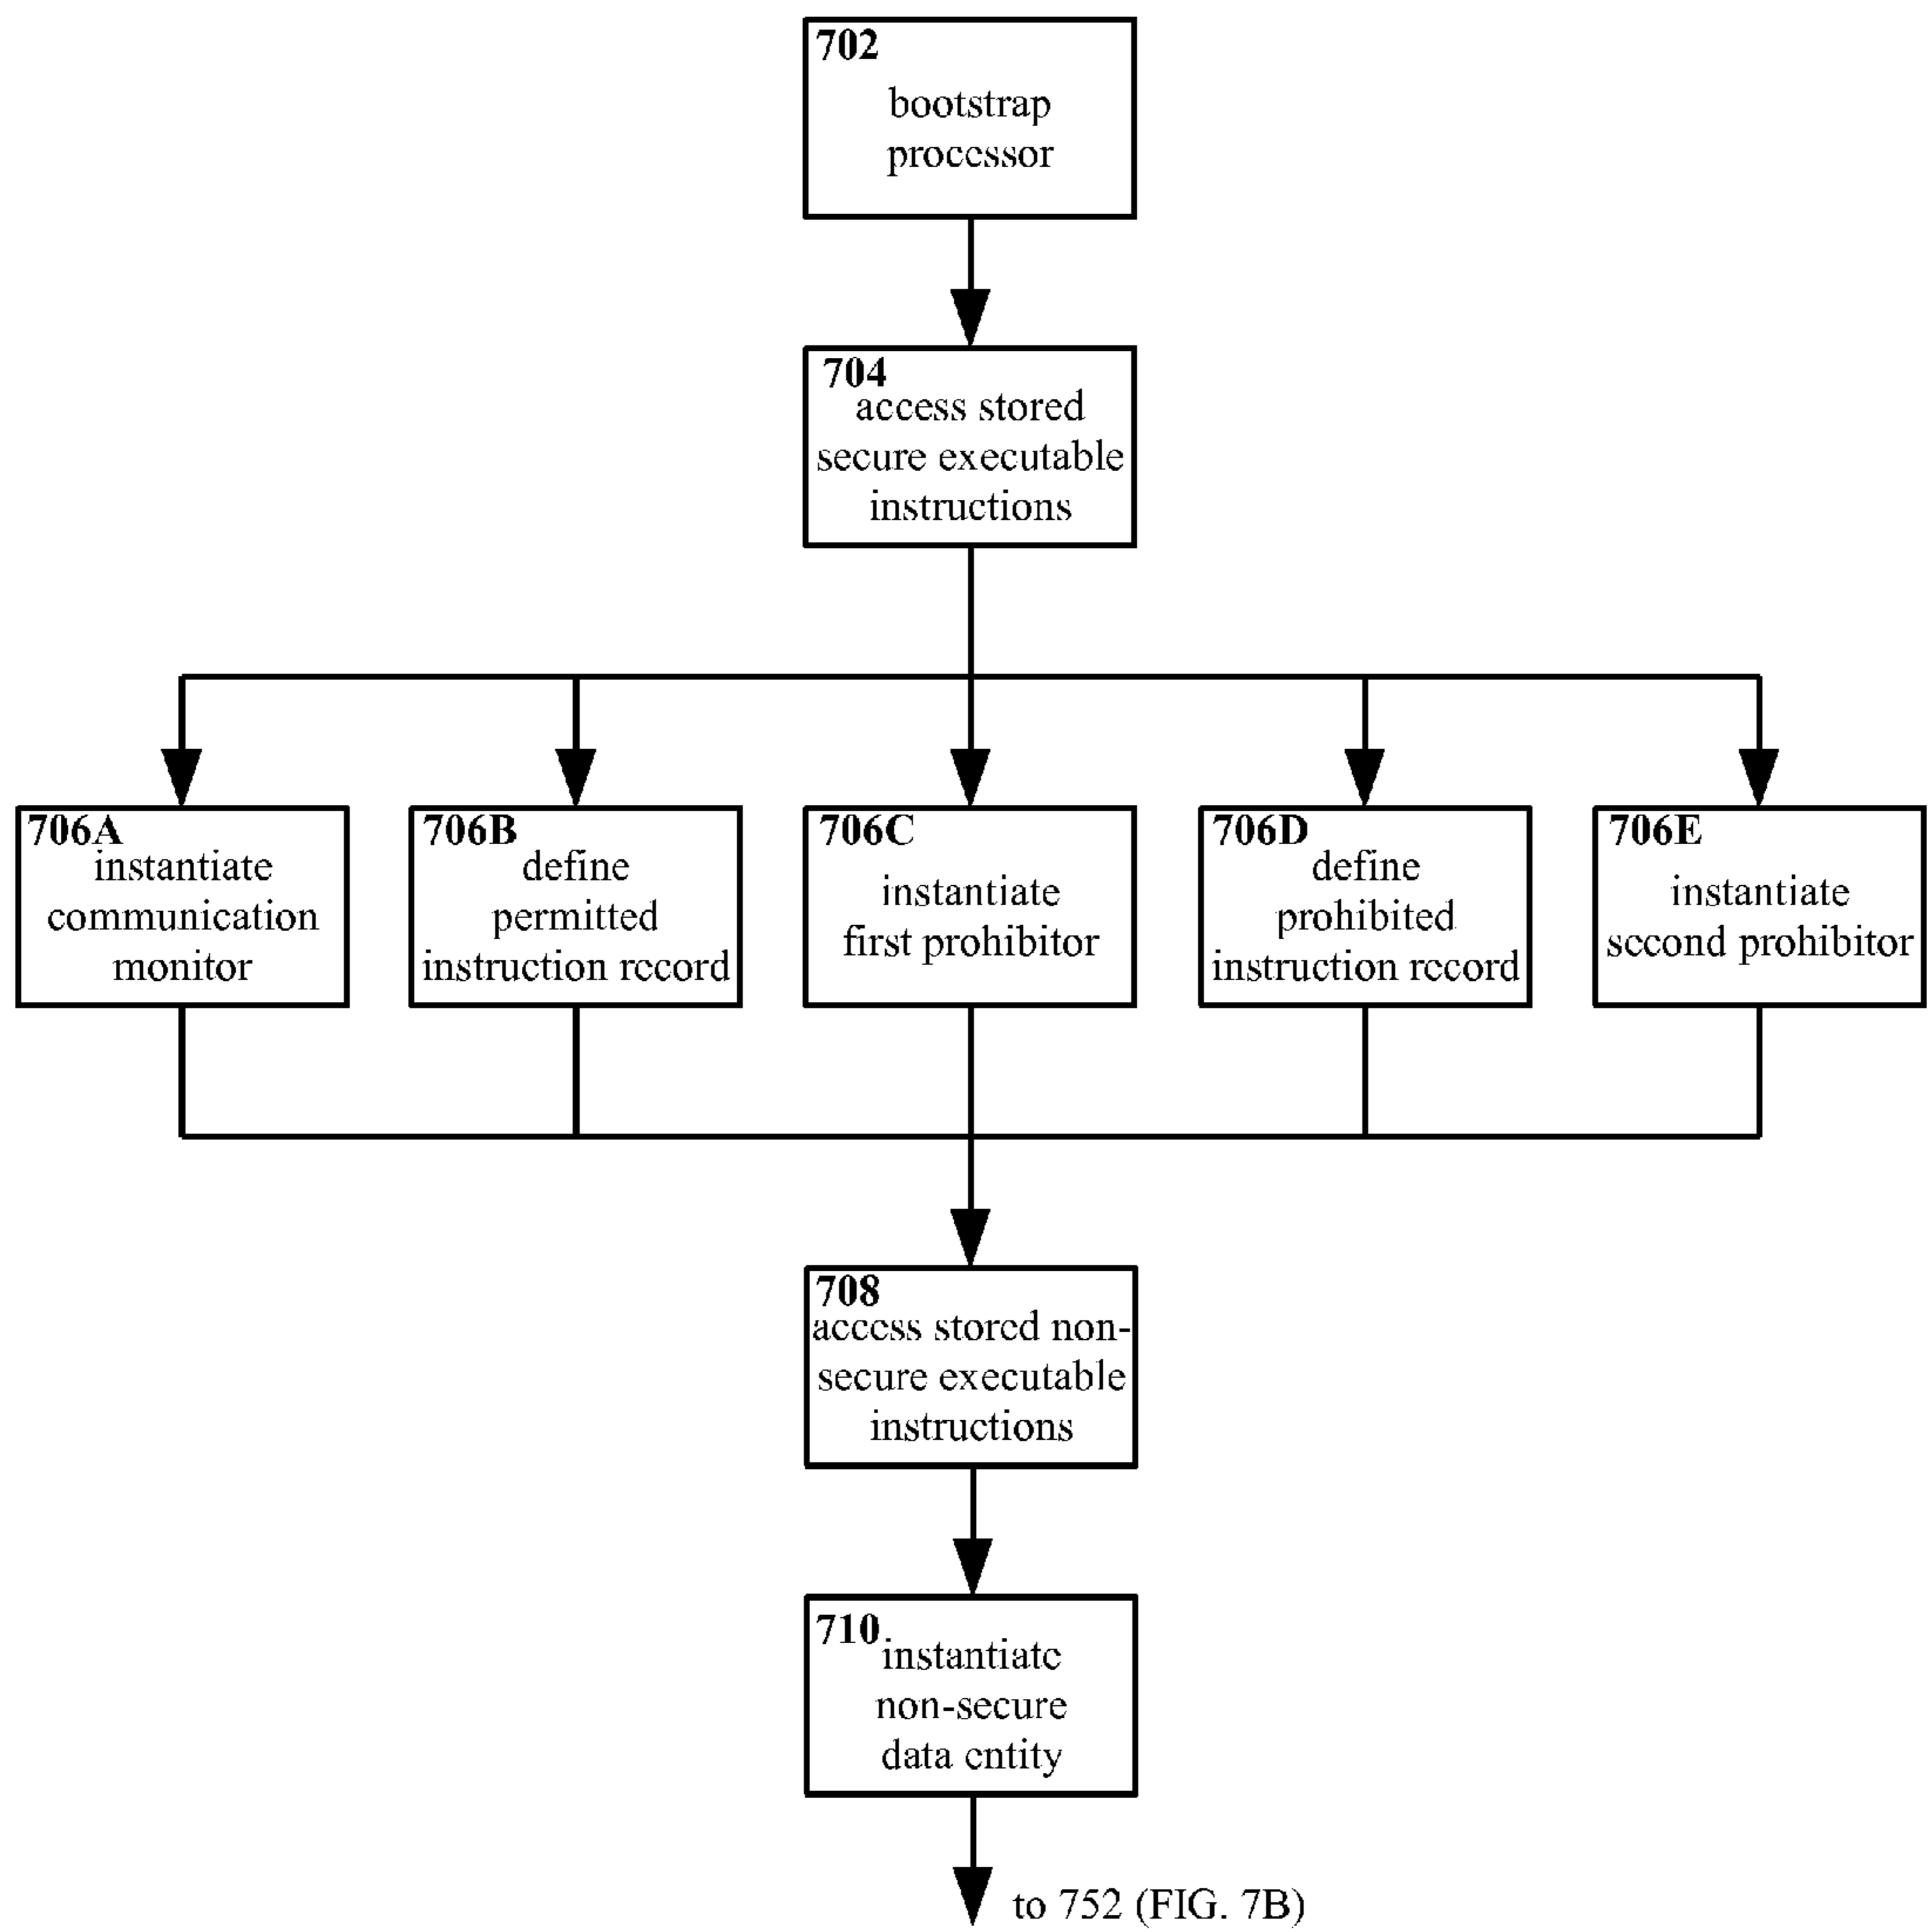 702
bootstrap
processor
704
access stored
secure executable
instructions
706A
instantiate
communication
monitor
706B
define
permitted
instruction record
706C
instantiate
first prohibitor
706D
define
prohibited
instruction record
706E
instantiate
second prohibitor
708
access stored non-
secure executable
instructions
710
instantiate
non-secure
data entity
to 752 (FIG. 7B)